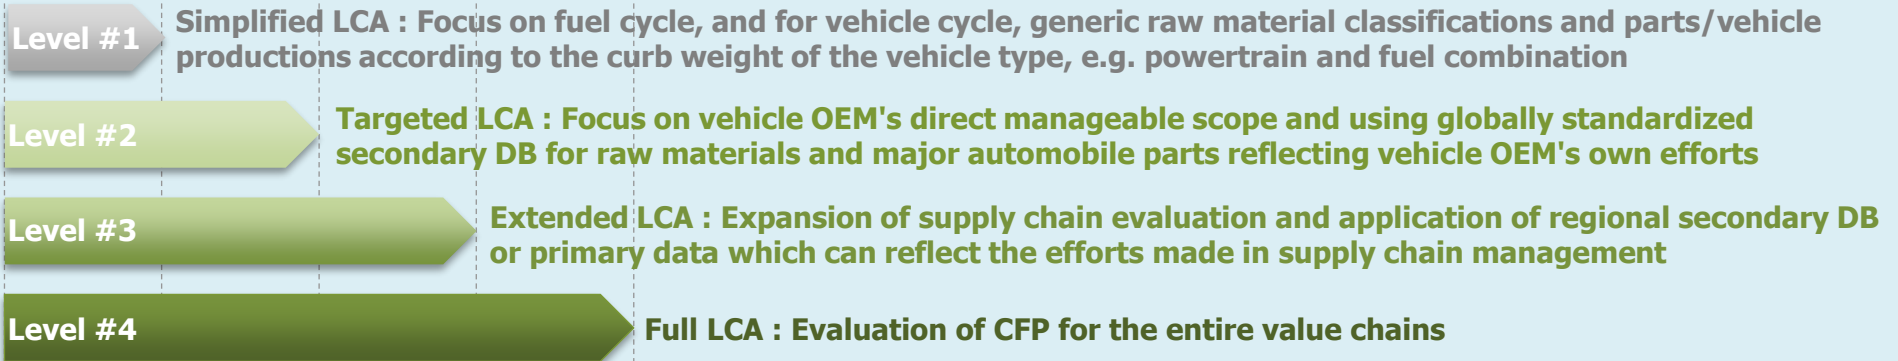 Level #1
Simplified LCA : Focus on fuel cycle, and for vehicle cycle, generic raw material classifications and parts/vehicle
productions according to the curb weight of the vehicle type, e.g. powertrain and fuel combination
Level #2
Targeted LCA : Focus on vehicle OEM's direct manageable scope and using globally standardized
secondary DB for raw materials and major automobile parts reflecting vehicle OEM's own efforts
Level #3
Extended LCA : Expansion of supply chain evaluation and application of regional secondary DB
or primary data which can reflect the efforts made in supply chain management
Level #4
Full LCA : Evaluation of CFP for the entire value chains